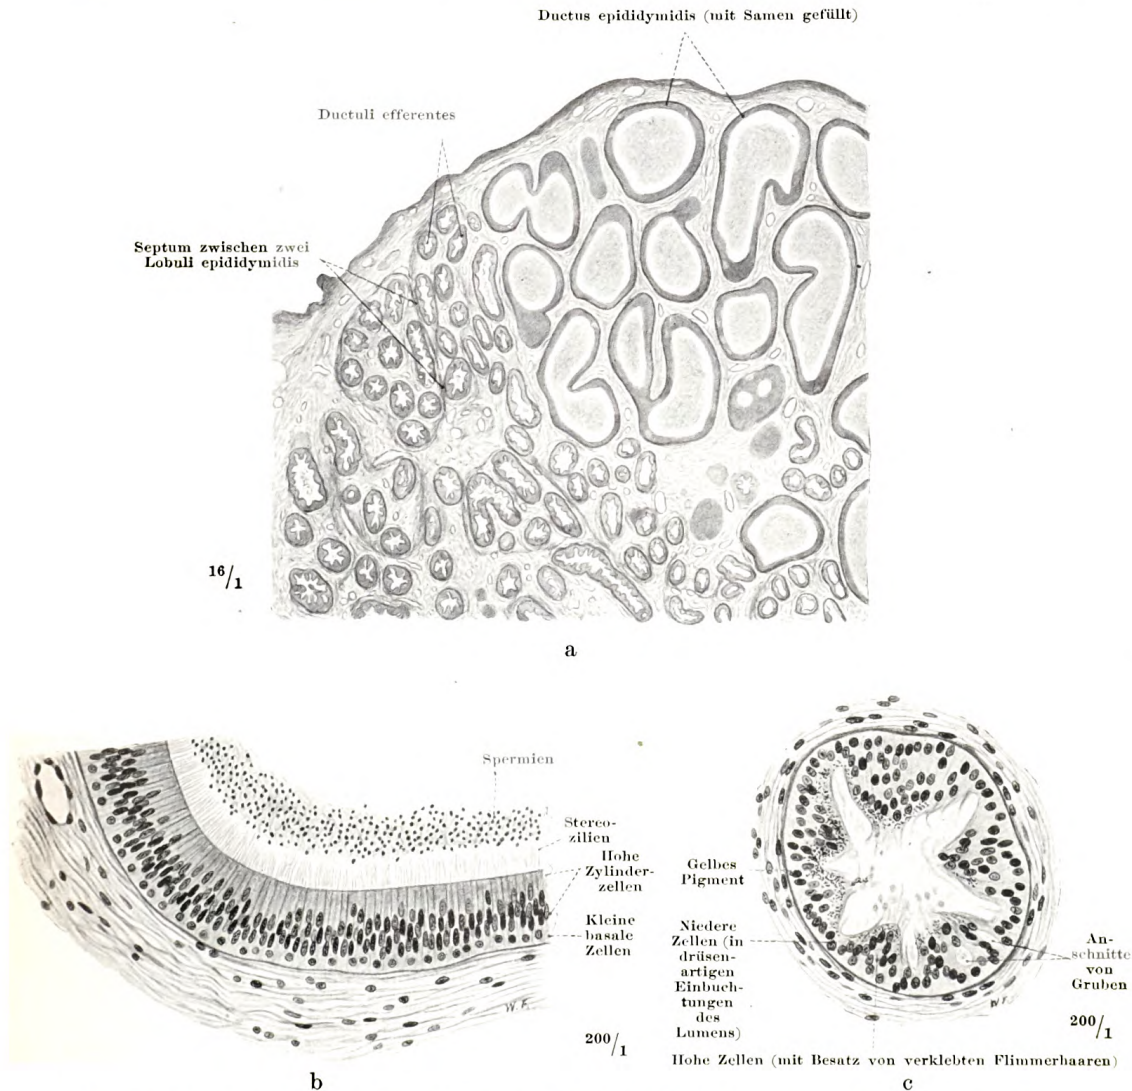 Ductus epididymidis (mit Samen gefüllt)
Ductuli efferentes
Septum zwischen zwei
Lobuli epididymidis
16/1
a
Spermien
Stereo-
zilien
Hohe
Zylinder-
zellen
Kleine
basale
Zellen
W. F.
200/1
b
Gelbes
Pigment
Niedere
Zellen (in
drüsen-
artigen
Einbuch-
tungen
des
Lumens)
An-
schnitte
von
Gruben
200/1
Hohe Zellen (mit Besatz von verklebten Flimmerhaaren)
c